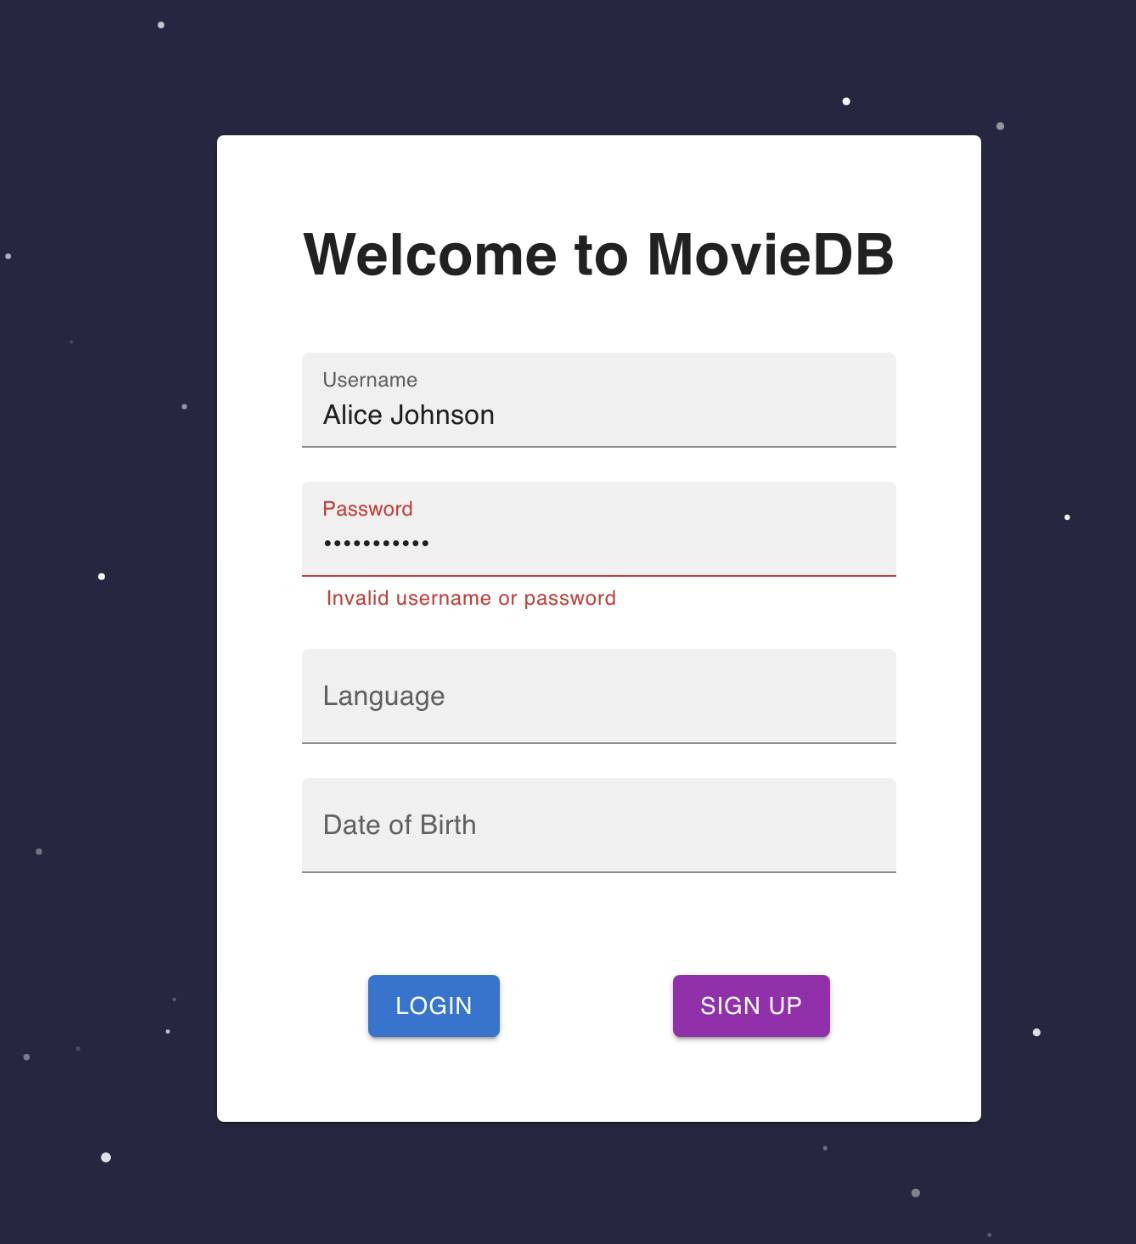 Welcome to MovieDB
Username
Alice Johnson
Password
•••••••••••
Invalid username or password
Language
Date of Birth
LOGIN
SIGN UP